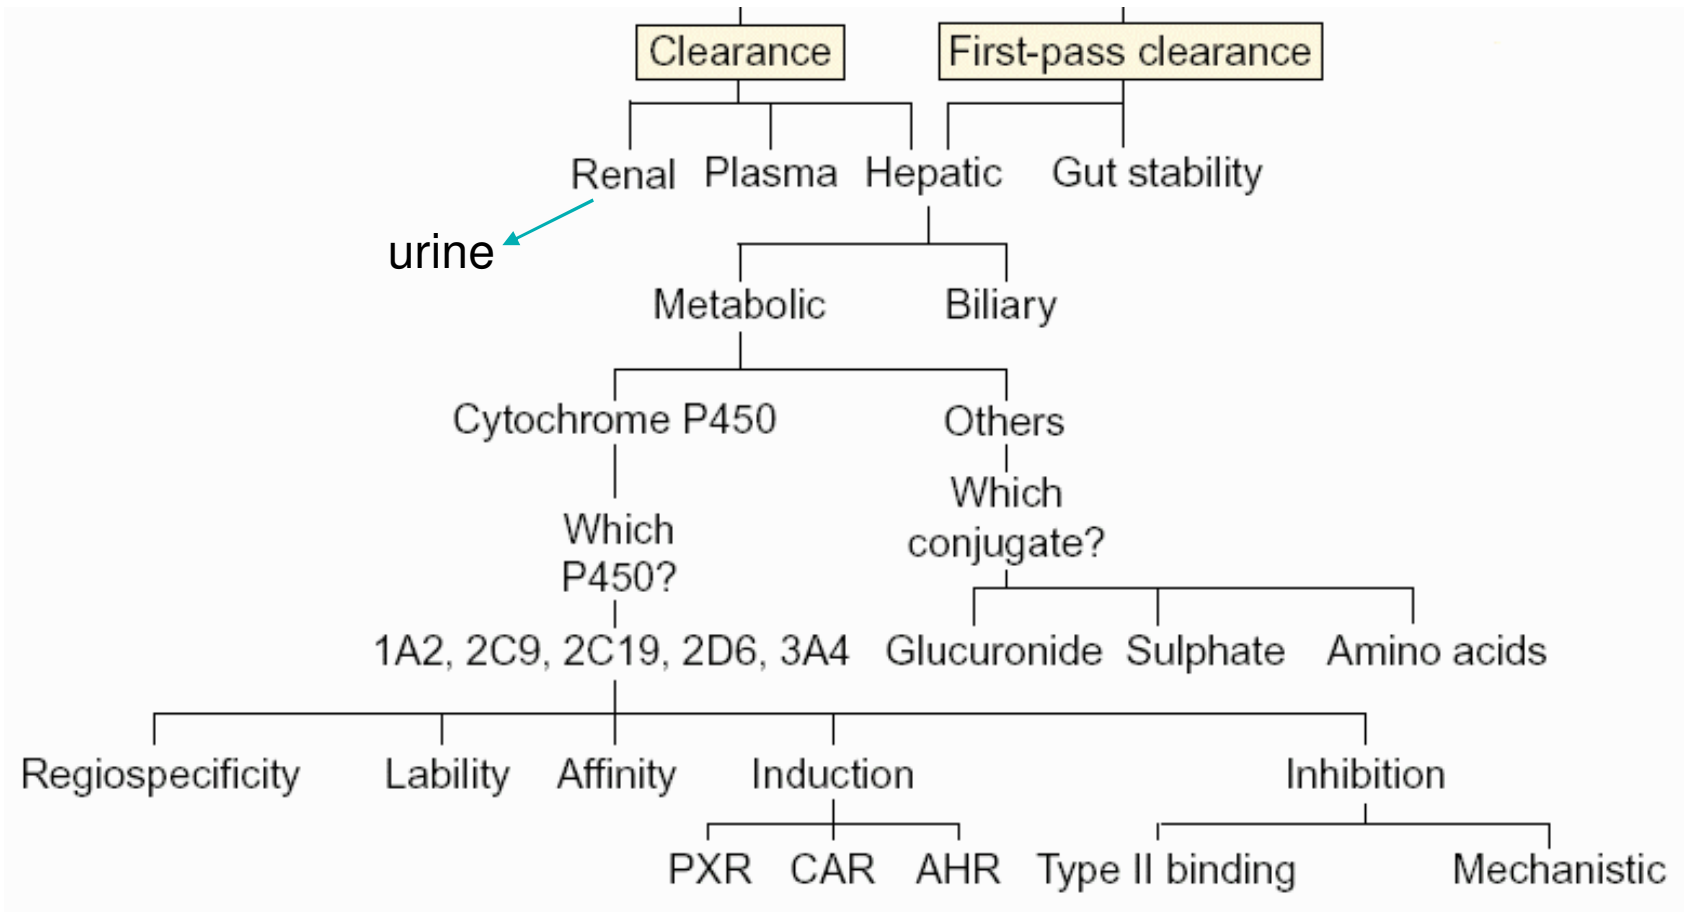 Clearance First-pass clearance
Renal Plasma Hepatic Gut stability
urine
Metabolic Biliary
Cytochrome P450 Others
Which
conjugate?
Which
P450?
1A2, 2C9, 2C19, 2D6, 3A4 Glucuronide Sulphate Amino acids
Regiospecificity Lability Affinity Induction Inhibition
PXR CAR AHR Type II binding Mechanistic